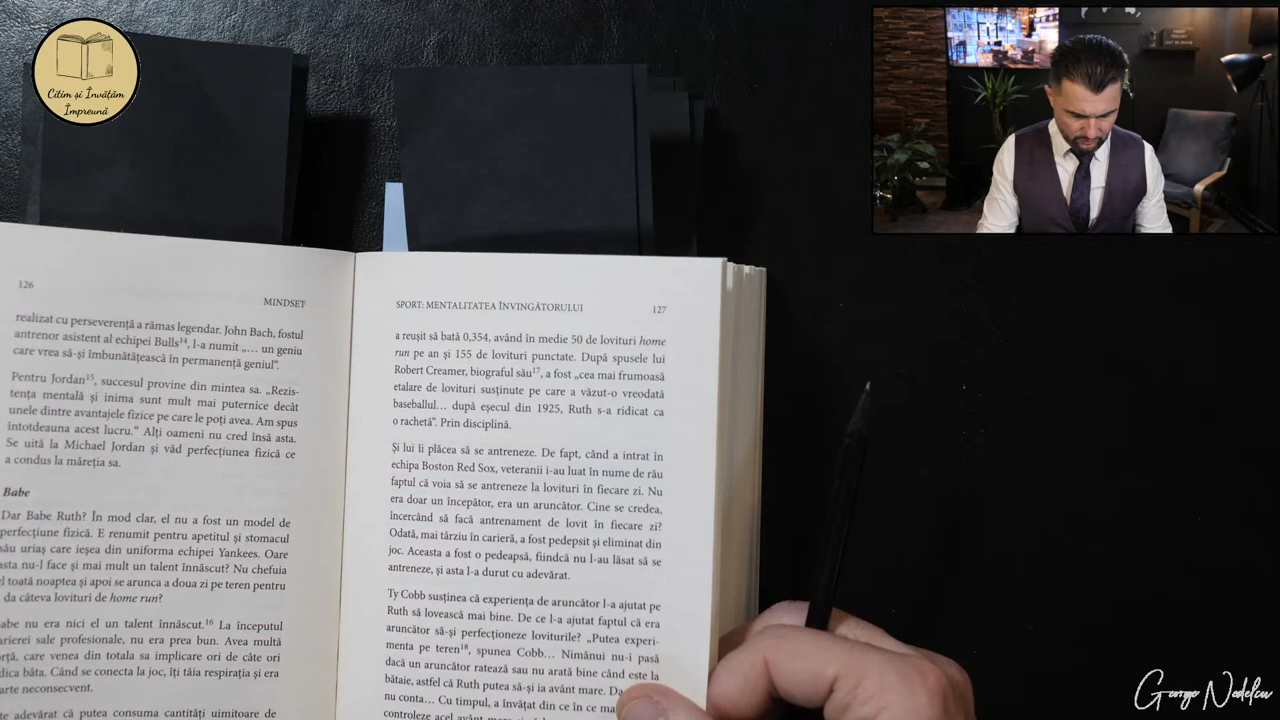 Citim și Învățăm
Împreună
126
MINDSET
realizat cu perseverență a rămas legendar. John Bach, fostul
antrenor asistent al echipei Bulls¹⁴, l-a numit „… un geniu
care vrea să-și îmbunătățească în permanență geniul”.
Pentru Jordan¹⁵, succesul provine din mintea sa. „Rezis-
tența mentală și inima sunt mult mai puternice decât
unele dintre avantajele fizice pe care le poți avea. Am spus
întotdeauna acest lucru.” Alți oameni nu cred însă asta.
Se uită la Michael Jordan și văd perfecțiunea fizică ce
a condus la măreția sa.
Babe
Dar Babe Ruth? În mod clar, el nu a fost un model de
perfecțiune fizică. E renumit pentru apetitul și stomacul
său uriaș care ieșea din uniforma echipei Yankees. Oare
asta nu-l face și mai mult un talent înnăscut? Nu chefuia
el toată noaptea și apoi se arunca a doua zi pe teren pentru
da câteva lovituri de home run?
abe nu era nici el un talent înnăscut.¹⁶ La începutul
arierei sale profesionale, nu era prea bun. Avea multă
rță, care venea din totala sa implicare ori de câte ori
dica bâta. Când se conecta la joc, îți tăia respirația și era
arte neconsecvent.
te adevărat că putea consuma cantități uimitoare de
SPORT: MENTALITATEA ÎNVINGĂTORULUI
127
a reușit să bată 0,354, având în medie 50 de lovituri home
run pe an și 155 de lovituri punctate. După spusele lui
Robert Creamer, biograful său¹⁷, a fost „cea mai frumoasă
etalare de lovituri susținute pe care a văzut-o vreodată
baseballul… după eșecul din 1925, Ruth s-a ridicat ca
o rachetă”. Prin disciplină.
Și lui îi plăcea să se antreneze. De fapt, când a intrat în
echipa Boston Red Sox, veteranii i-au luat în nume de rău
faptul că voia să se antreneze la lovituri în fiecare zi. Nu
era doar un începător, era un aruncător. Cine se credea,
încercând să facă antrenament de lovit în fiecare zi?
Odată, mai târziu în carieră, a fost pedepsit și eliminat din
joc. Aceasta a fost o pedeapsă, fiindcă nu l-au lăsat să se
antreneze, și asta l-a durut cu adevărat.
Ty Cobb susținea că experiența de aruncător l-a ajutat pe
Ruth să lovească mai bine. De ce l-a ajutat faptul că era
aruncător să-și perfecționeze loviturile? „Putea experi-
menta pe teren¹⁸, spunea Cobb… Nimănui nu-i pasă
dacă un aruncător ratează sau nu arată bine când este la
bătaie, astfel că Ruth putea să-și ia avânt mare. Da
nu conta… Cu timpul, a învățat din ce în ce ma
controleze acel avânt
George Nedelcu